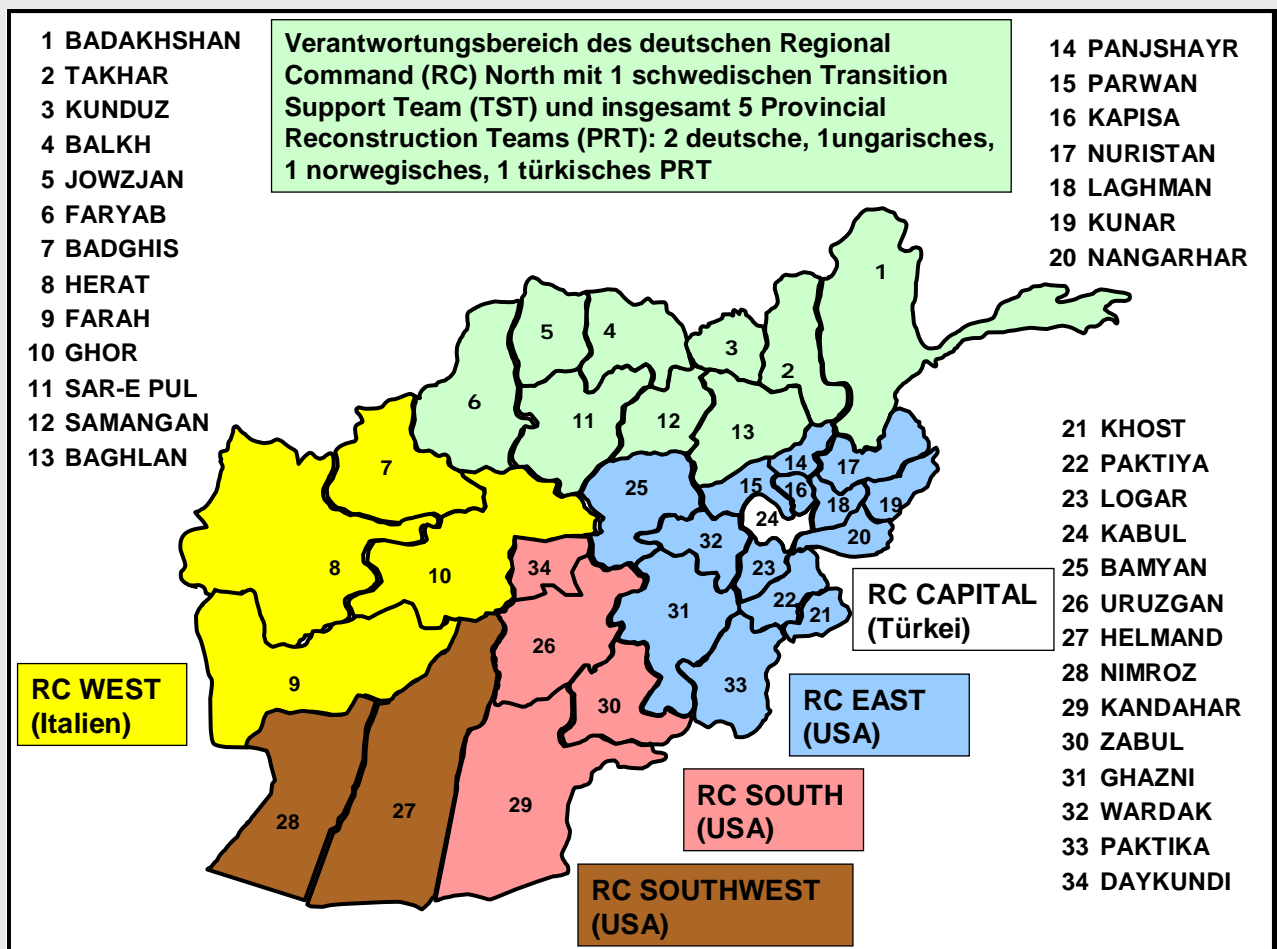 1 BADAKHSHAN
2 TAKHAR
3 KUNDUZ
4 BALKH
5 JOWZJAN
6 FARYAB
7 BADGHIS
8 HERAT
9 FARAH
10 GHOR
11 SAR-E PUL
12 SAMANGAN
13 BAGHLAN
Verantwortungsbereich des deutschen Regional
Command (RC) North mit 1 schwedischen Transition
Support Team (TST) und insgesamt 5 Provincial
Reconstruction Teams (PRT): 2 deutsche, 1ungarisches,
1 norwegisches, 1 türkisches PRT
14 PANJSHAYR
15 PARWAN
16 KAPISA
17 NURISTAN
18 LAGHMAN
19 KUNAR
20 NANGARHAR
21 KHOST
22 PAKTIYA
23 LOGAR
24 KABUL
25 BAMYAN
26 URUZGAN
27 HELMAND
28 NIMROZ
29 KANDAHAR
30 ZABUL
31 GHAZNI
32 WARDAK
33 PAKTIKA
34 DAYKUNDI
1
5
4
3
2
6
11
12
13
7
14
17
25
15
16
18
19
24
32
20
8
10
34
23
31
22
21
26
9
33
30
28
27
29
RC CAPITAL
(Türkei)
RC WEST
(Italien)
RC EAST
(USA)
RC SOUTH
(USA)
RC SOUTHWEST
(USA)